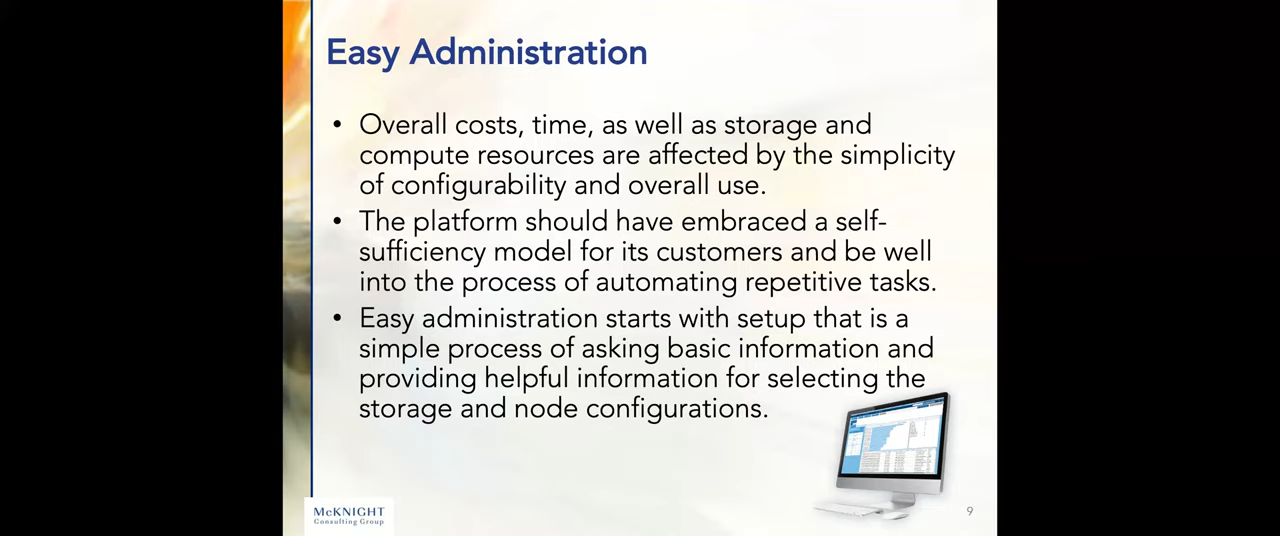 Easy Administration
• Overall costs, time, as well as storage and
compute resources are affected by the simplicity
of configurability and overall use.
• The platform should have embraced a self-
sufficiency model for its customers and be well
into the process of automating repetitive tasks.
• Easy administration starts with setup that is a
simple process of asking basic information and
providing helpful information for selecting the
storage and node configurations.
McKNIGHT
Consulting Group
9